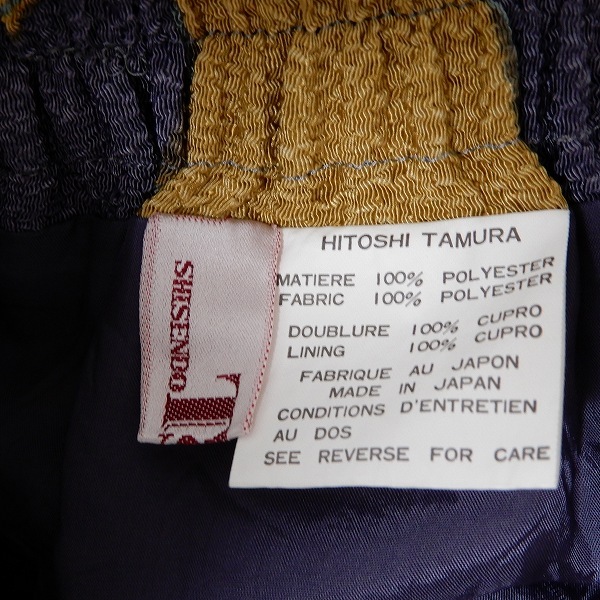 SHISENDO
HITOSHI TAMURA
MATIERE 100% POLYESTER
FABRIC 100% POLYESTER
DOUBLURE 100% CUPRO
LINING 100% CUPRO
FABRIQUE AU JAPON
MADE IN JAPAN
CONDITIONS D'ENTRETIEN
AU DOS
SEE REVERSE FOR CARE